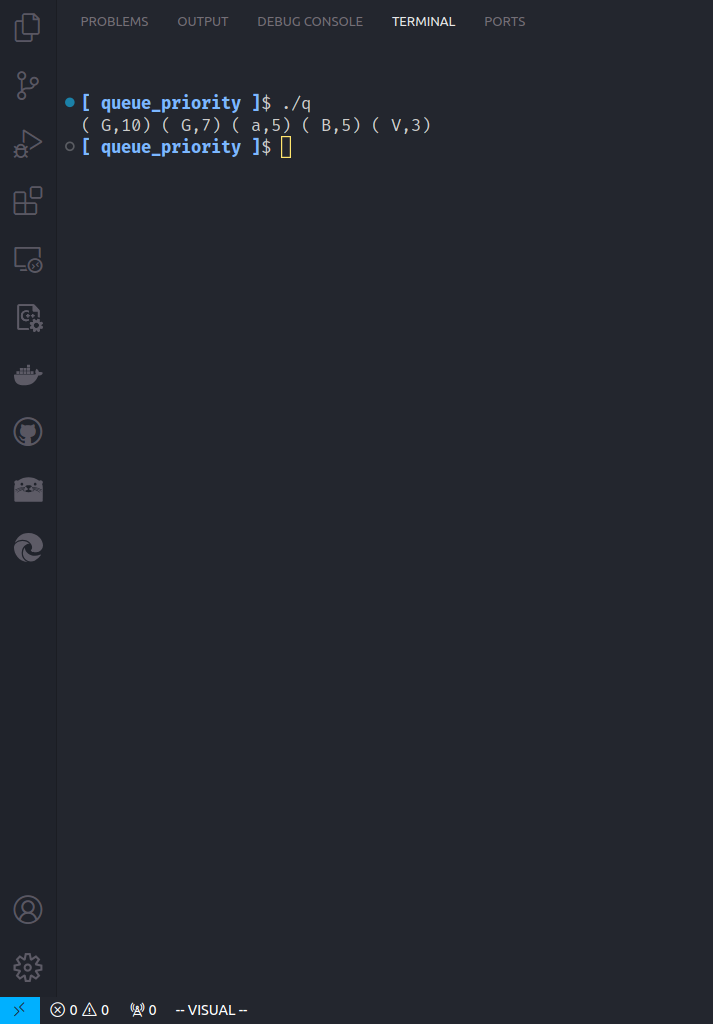 PROBLEMS OUTPUT DEBUG CONSOLE TERMINAL PORTS
[ queue_priority ]$ ./q
( G,10) ( G,7) ( a,5) ( B,5) ( V,3)
[ queue_priority ]$
0 0 0 -- VISUAL --